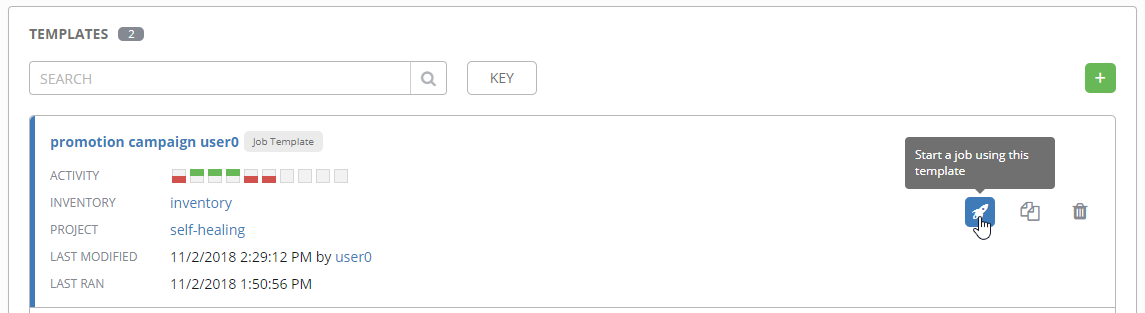 TEMPLATES 2
SEARCH KEY +
promotion campaign user0 Job Template
Start a job using this
template
ACTIVITY
INVENTORY inventory
PROJECT self-healing
LAST MODIFIED 11/2/2018 2:29:12 PM by user0
LAST RAN 11/2/2018 1:50:56 PM